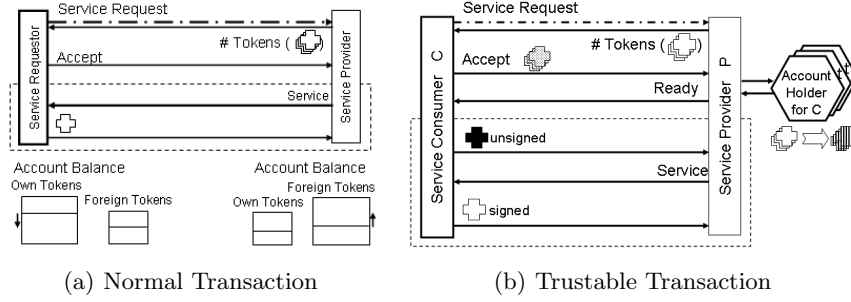 Service Request
# Tokens ( )
Accept
Service
Service Requestor
Service Provider
Account Balance
Own Tokens
Foreign Tokens
Account Balance
Foreign Tokens
Own Tokens
(a) Normal Transaction
Service Request
# Tokens ( )
Accept
Ready
unsigned
Service
signed
Service Consumer C
Service Provider P
Account
Holder
for C
t t
(b) Trustable Transaction